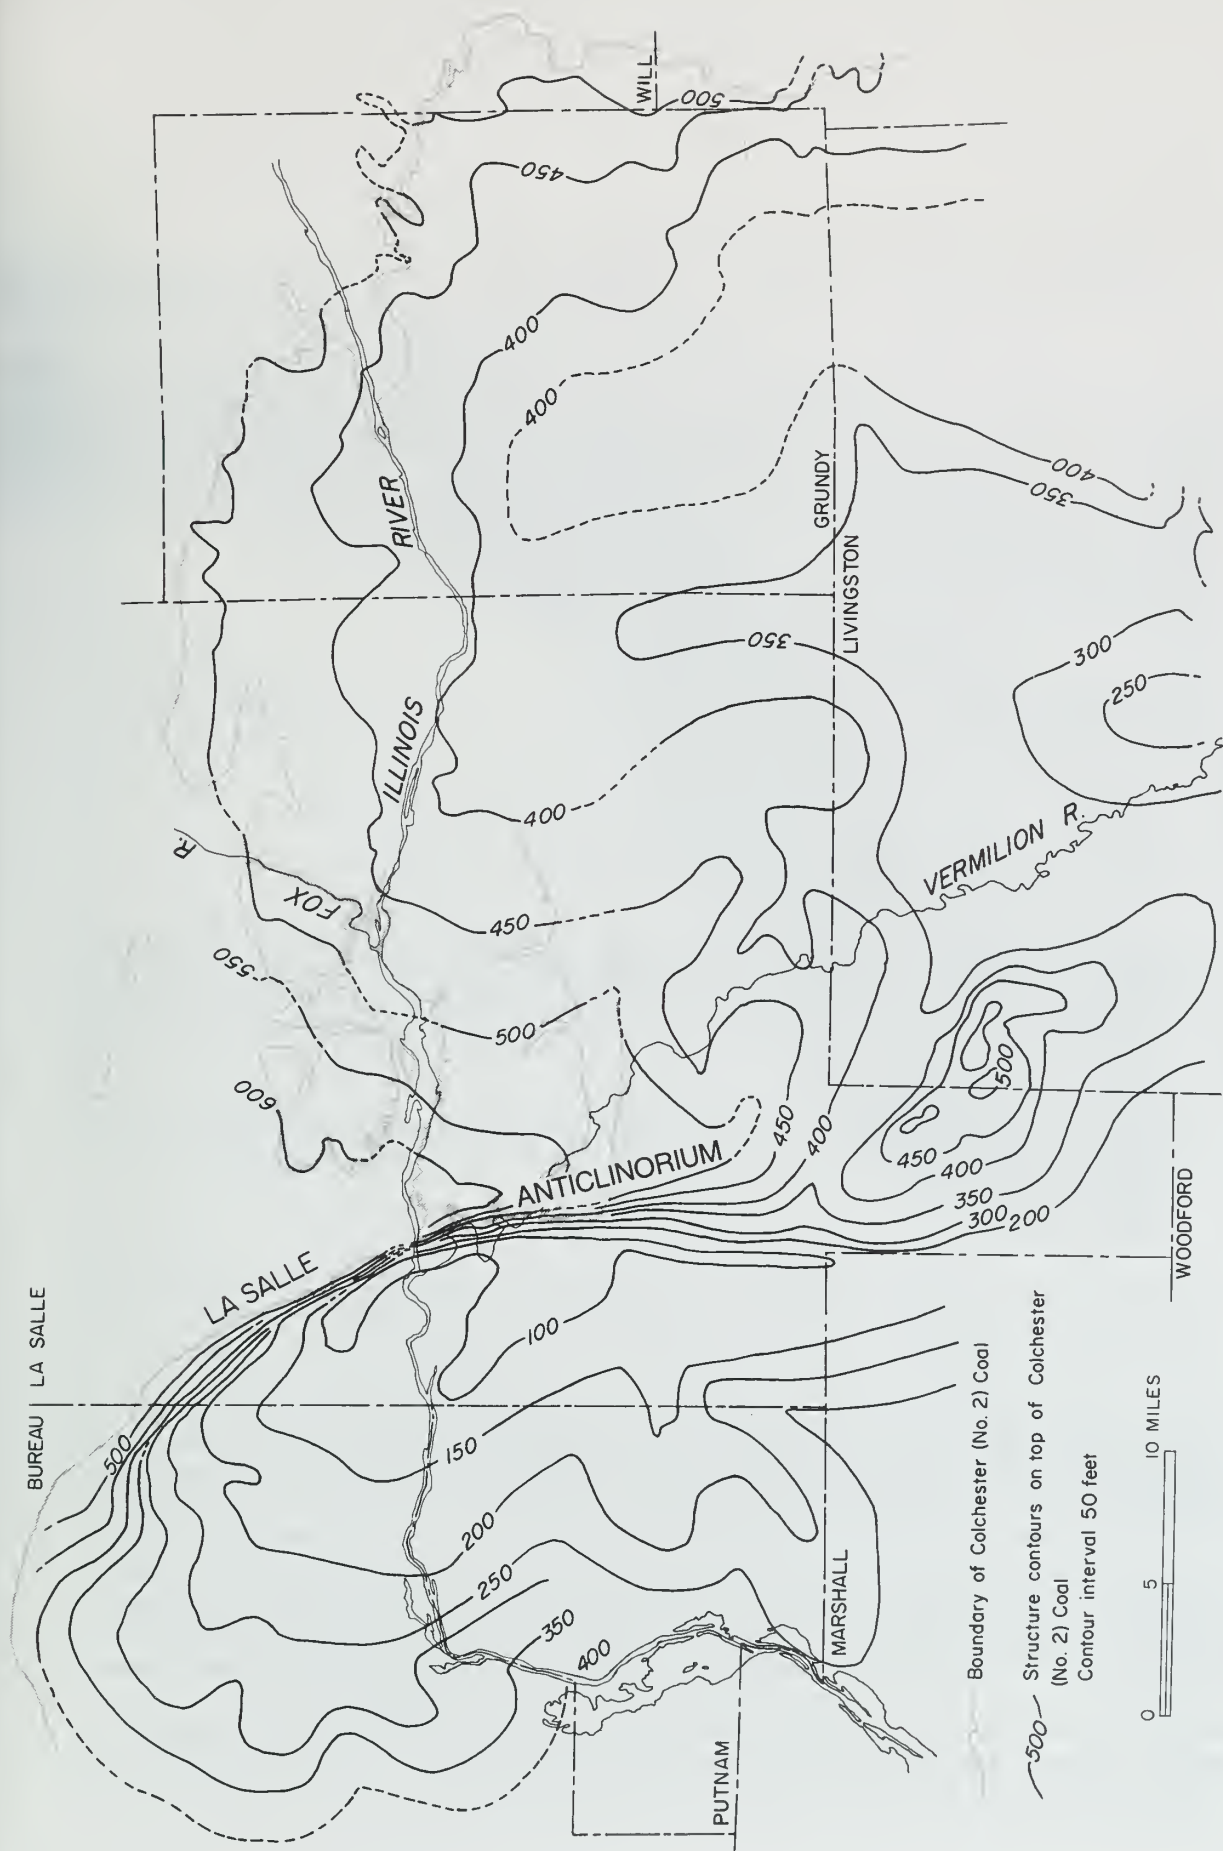 BUREAU
LA SALLE
WILL
GRUNDY
LIVINGSTON
WOODFORD
MARSHALL
PUTNAM
LA SALLE
ANTICLINORIUM
ILLINOIS
RIVER
FOX
R.
VERMILION R.
500
600
550
500
450
400
450
500
400
400
350
400
350
300
250
450
400
500
450
400
350
300
200
100
150
200
250
350
400
Boundary of Colchester (No. 2) Coal
500 Structure contours on top of Colchester
(No. 2) Coal
Contour interval 50 feet
0 5 10 MILES